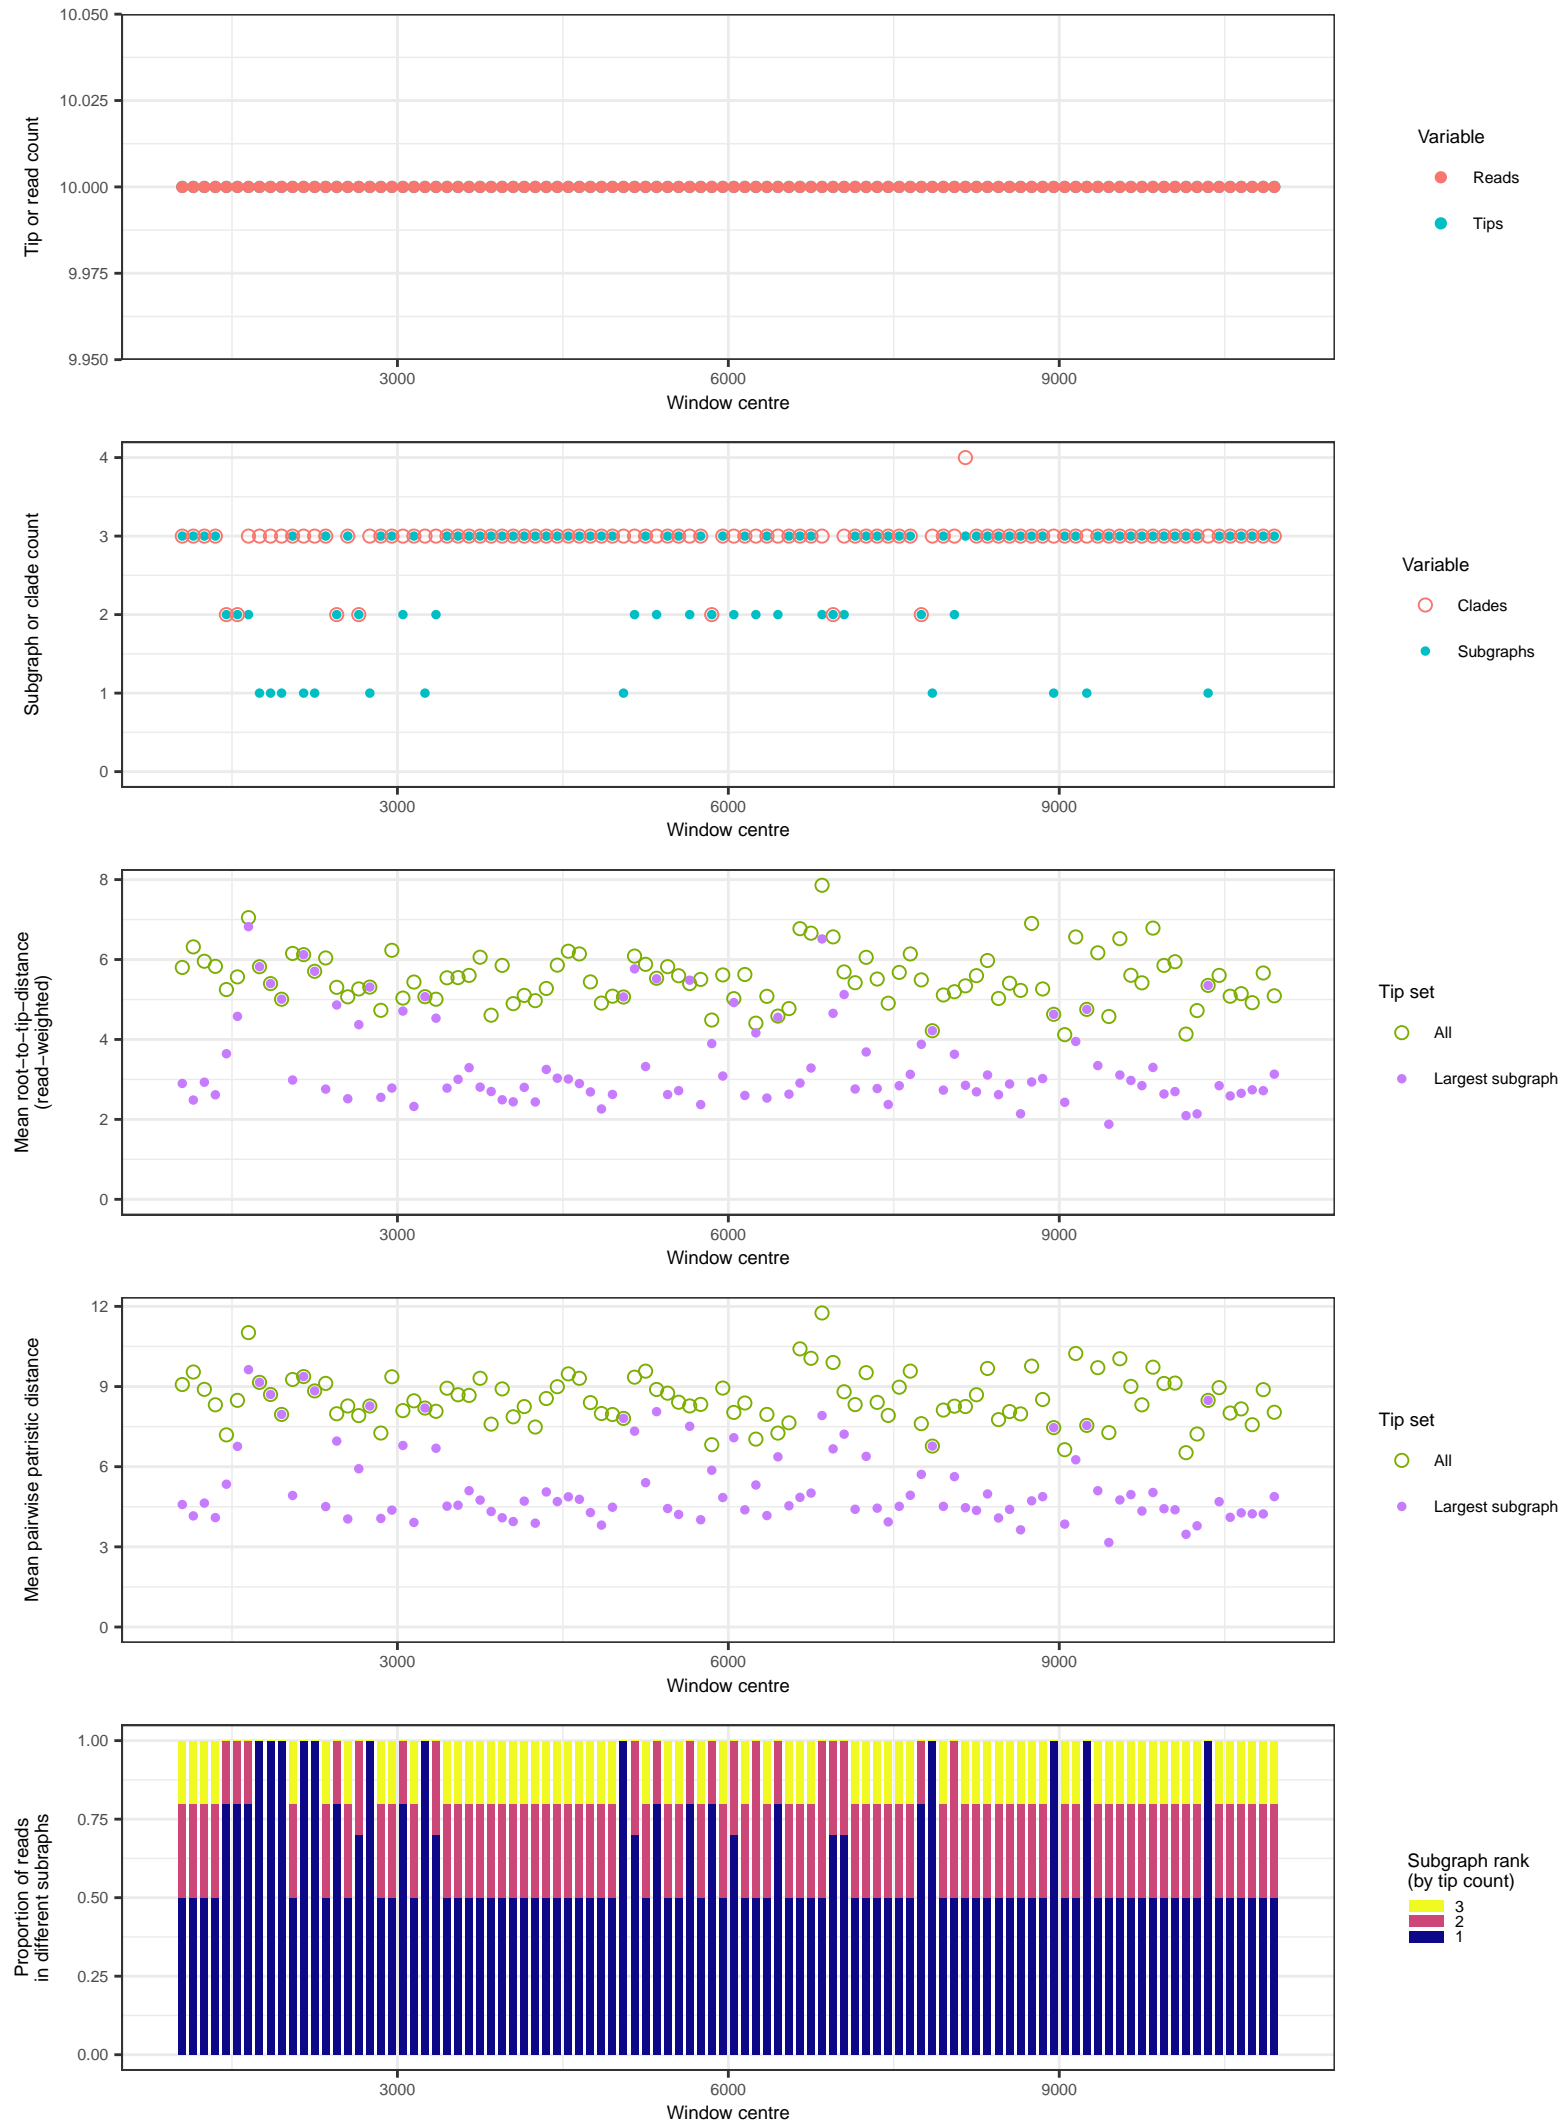 10.050
10.025
10.000
9.975
9.950
Tip or read count
3000 6000 9000
Window centre
Variable
Reads
Tips
4
3
2
1
0
Subgraph or clade count
3000 6000 9000
Window centre
Variable
Clades
Subgraphs
8
6
4
2
0
Mean root−to−tip−distance
(read−weighted)
3000 6000 9000
Window centre
Tip set
All
Largest subgraph
12
9
6
3
0
Mean pairwise patristic distance
3000 6000 9000
Window centre
Tip set
All
Largest subgraph
1.00
0.75
0.50
0.25
0.00
Proportion of reads
in different subraphs
3000 6000 9000
Window centre
Subgraph rank
(by tip count)
3
2
1